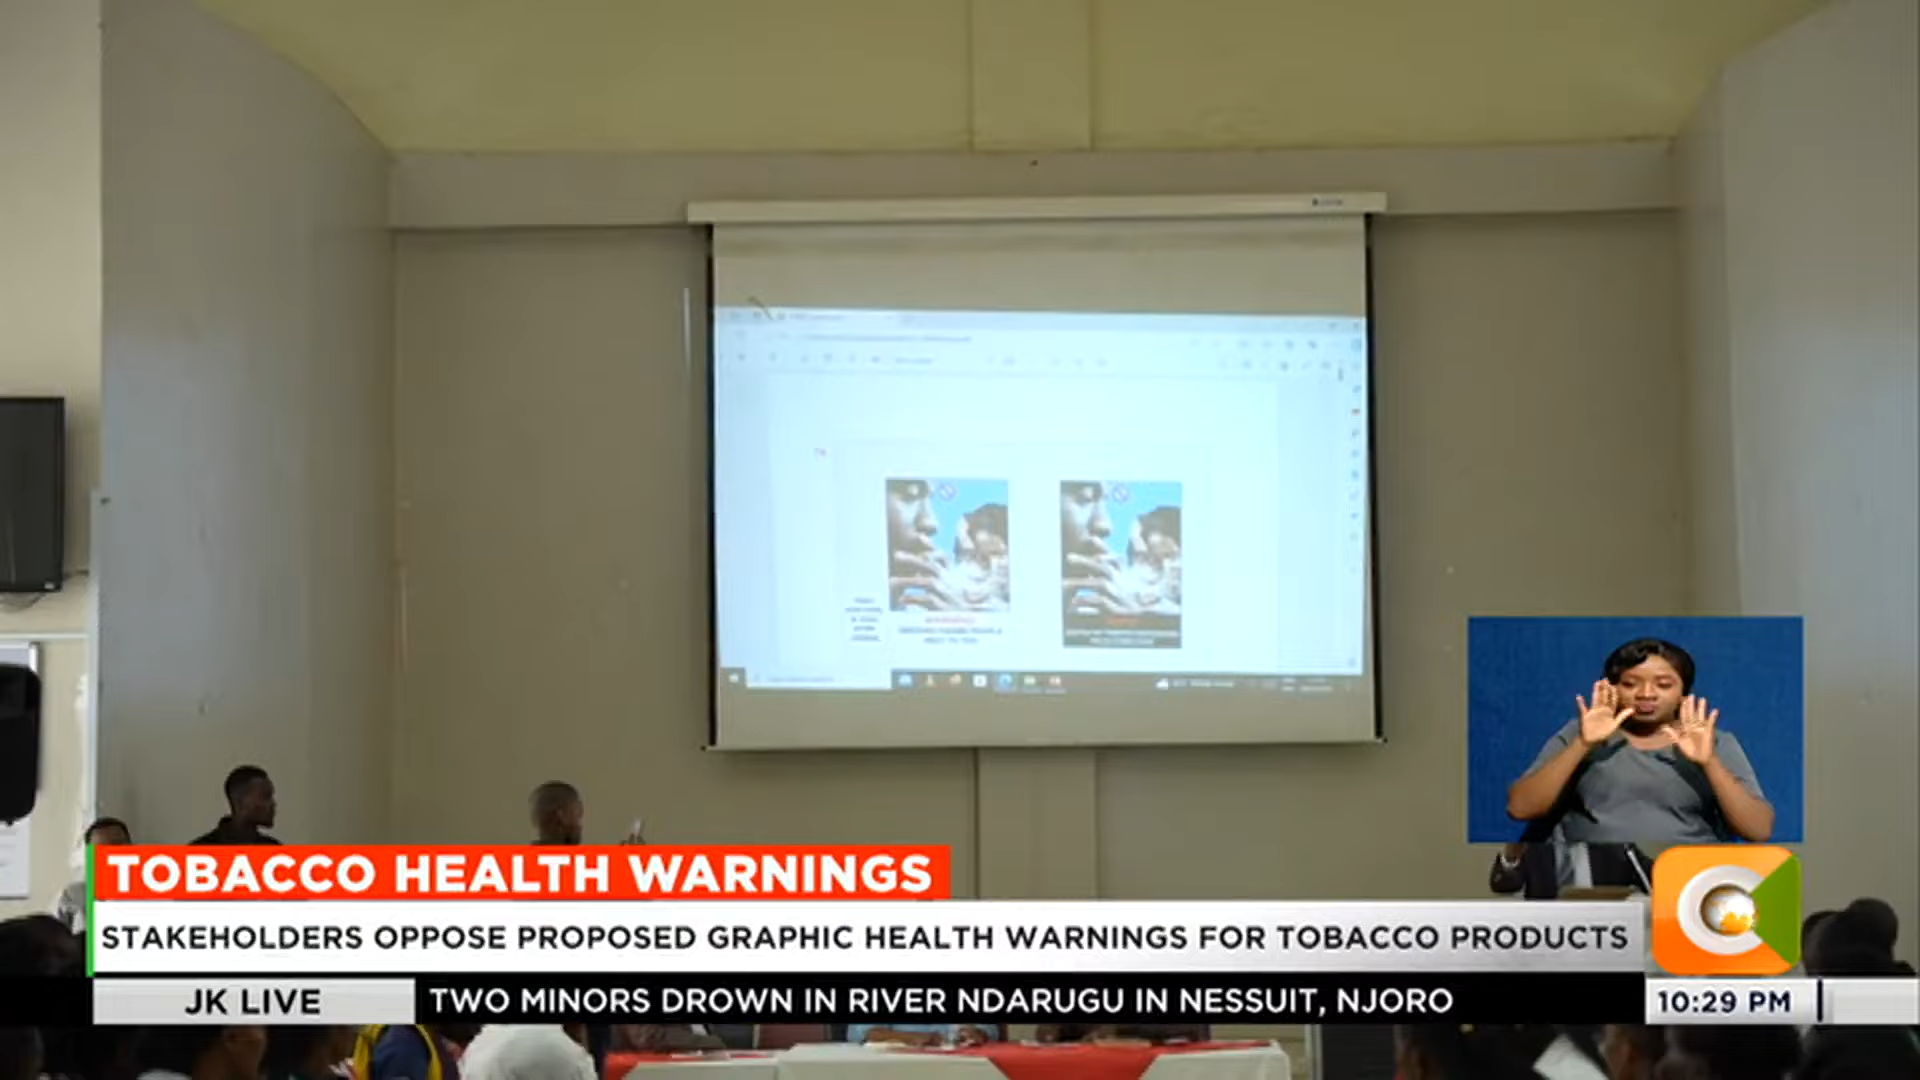 TOBACCO HEALTH WARNINGS
STAKEHOLDERS OPPOSE PROPOSED GRAPHIC HEALTH WARNINGS FOR TOBACCO PRODUCTS
JK LIVE
TWO MINORS DROWN IN RIVER NDARUGU IN NESSUIT, NJORO
10:29 PM